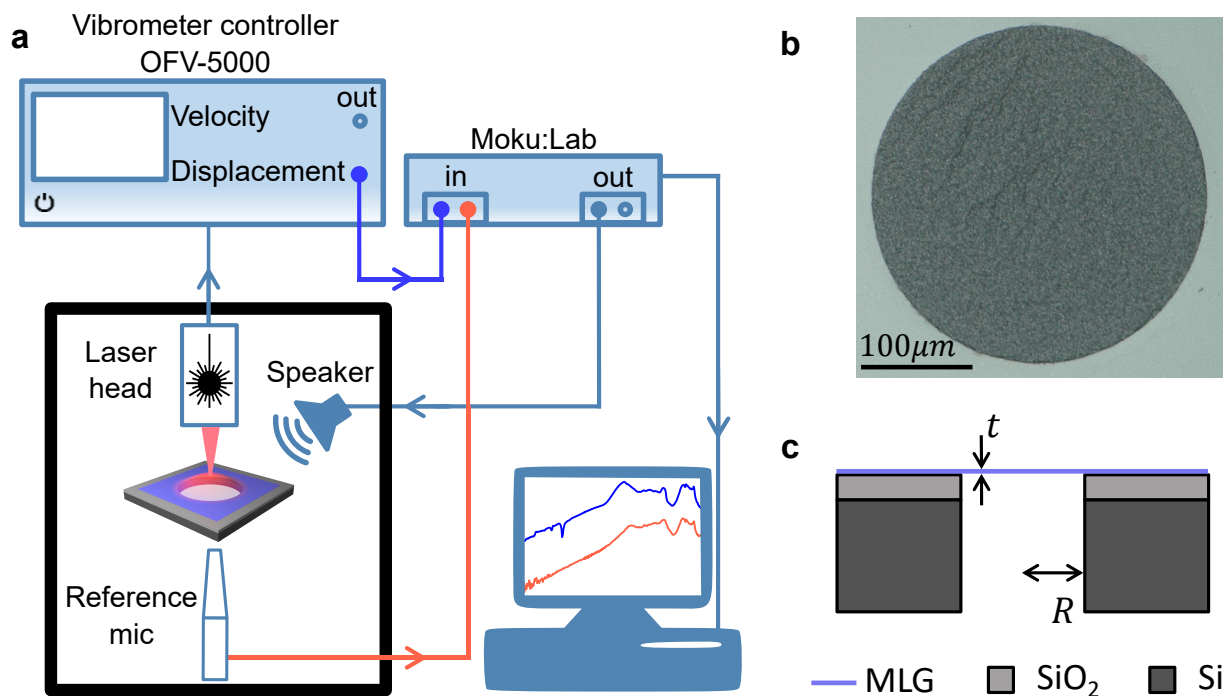 a
Vibrometer controller
OFV-5000
Velocity
out
Displacement
Moku:Lab
in
out
Laser
head
Speaker
Reference
mic
b
100μm
c
t
R
MLG
SiO₂
Si